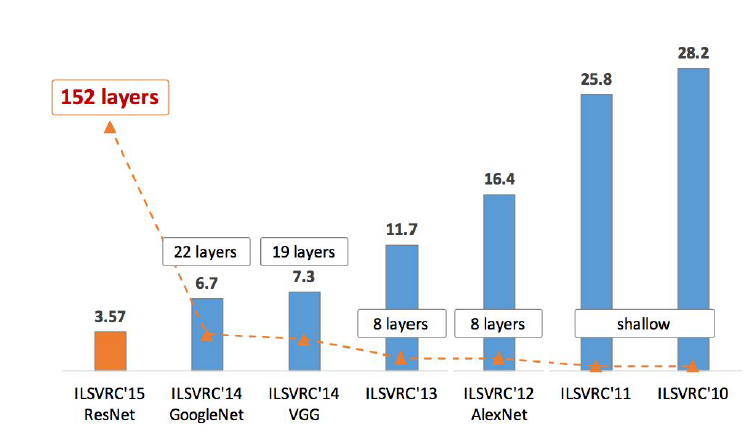 28.2
25.8
152 layers
16.4
11.7
22 layers
19 layers
6.7
7.3
3.57
8 layers
8 layers
shallow
ILSVRC'15
ResNet
ILSVRC'14
GoogleNet
ILSVRC'14
VGG
ILSVRC'13
ILSVRC'12
AlexNet
ILSVRC'11
ILSVRC'10